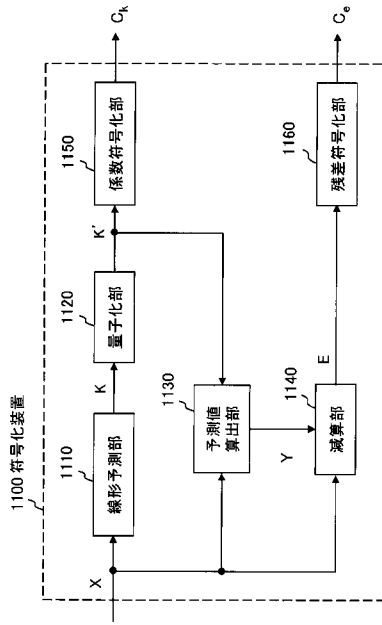 1100 符号化装置
X
1110
線形予測部
K
1120
量子化部
K'
1150
係数符号化部
Ck
1130
予測値
算出部
Y
1140
減算部
E
1160
残差符号化部
Ce